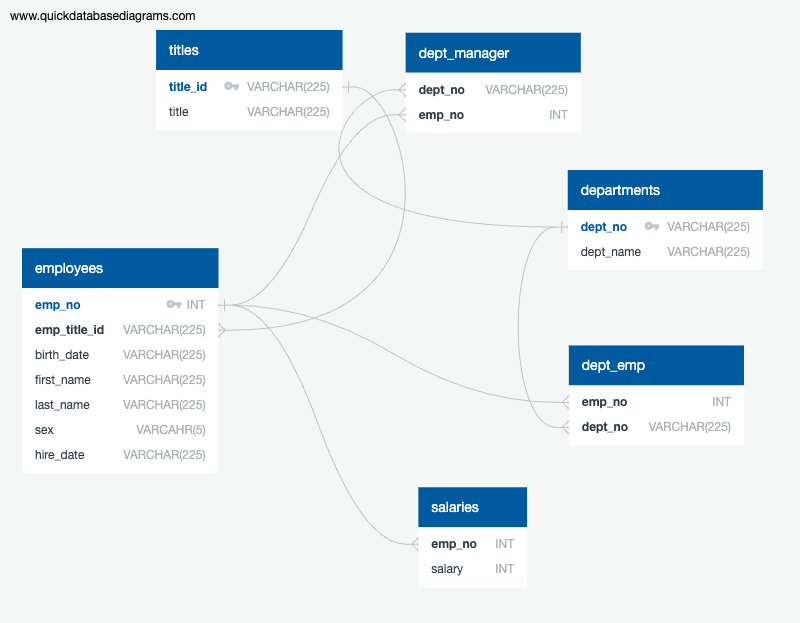 www.quickdatabasediagrams.com
titles
title_id VARCHAR(225)
title VARCHAR(225)
dept_manager
dept_no VARCHAR(225)
emp_no INT
departments
dept_no VARCHAR(225)
dept_name VARCHAR(225)
employees
emp_no INT
emp_title_id VARCHAR(225)
birth_date VARCHAR(225)
first_name VARCHAR(225)
last_name VARCHAR(225)
sex VARCAHR(5)
hire_date VARCHAR(225)
dept_emp
emp_no INT
dept_no VARCHAR(225)
salaries
emp_no INT
salary INT